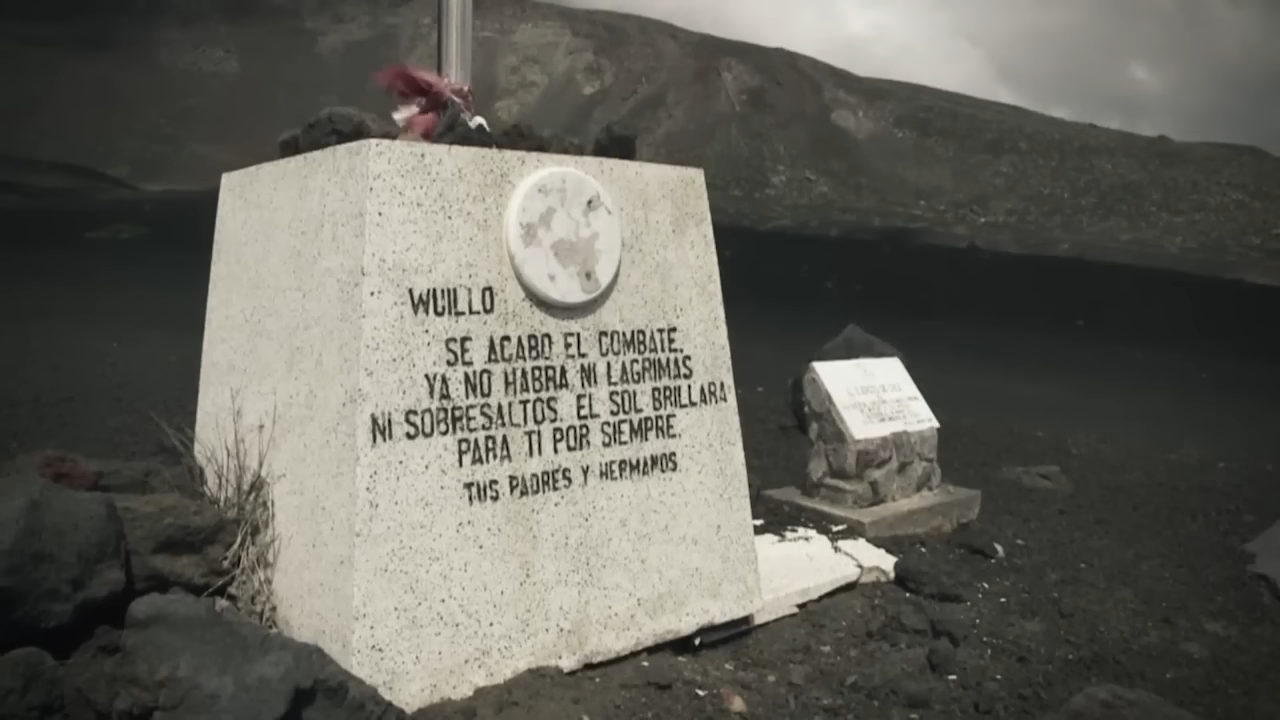 WUILLO
SE ACABO EL COMBATE.
YA NO HABRA NI LAGRIMAS
NI SOBRESALTOS. EL SOL BRILLARA
PARA TI POR SIEMPRE.
TUS PADRES Y HERMANOS